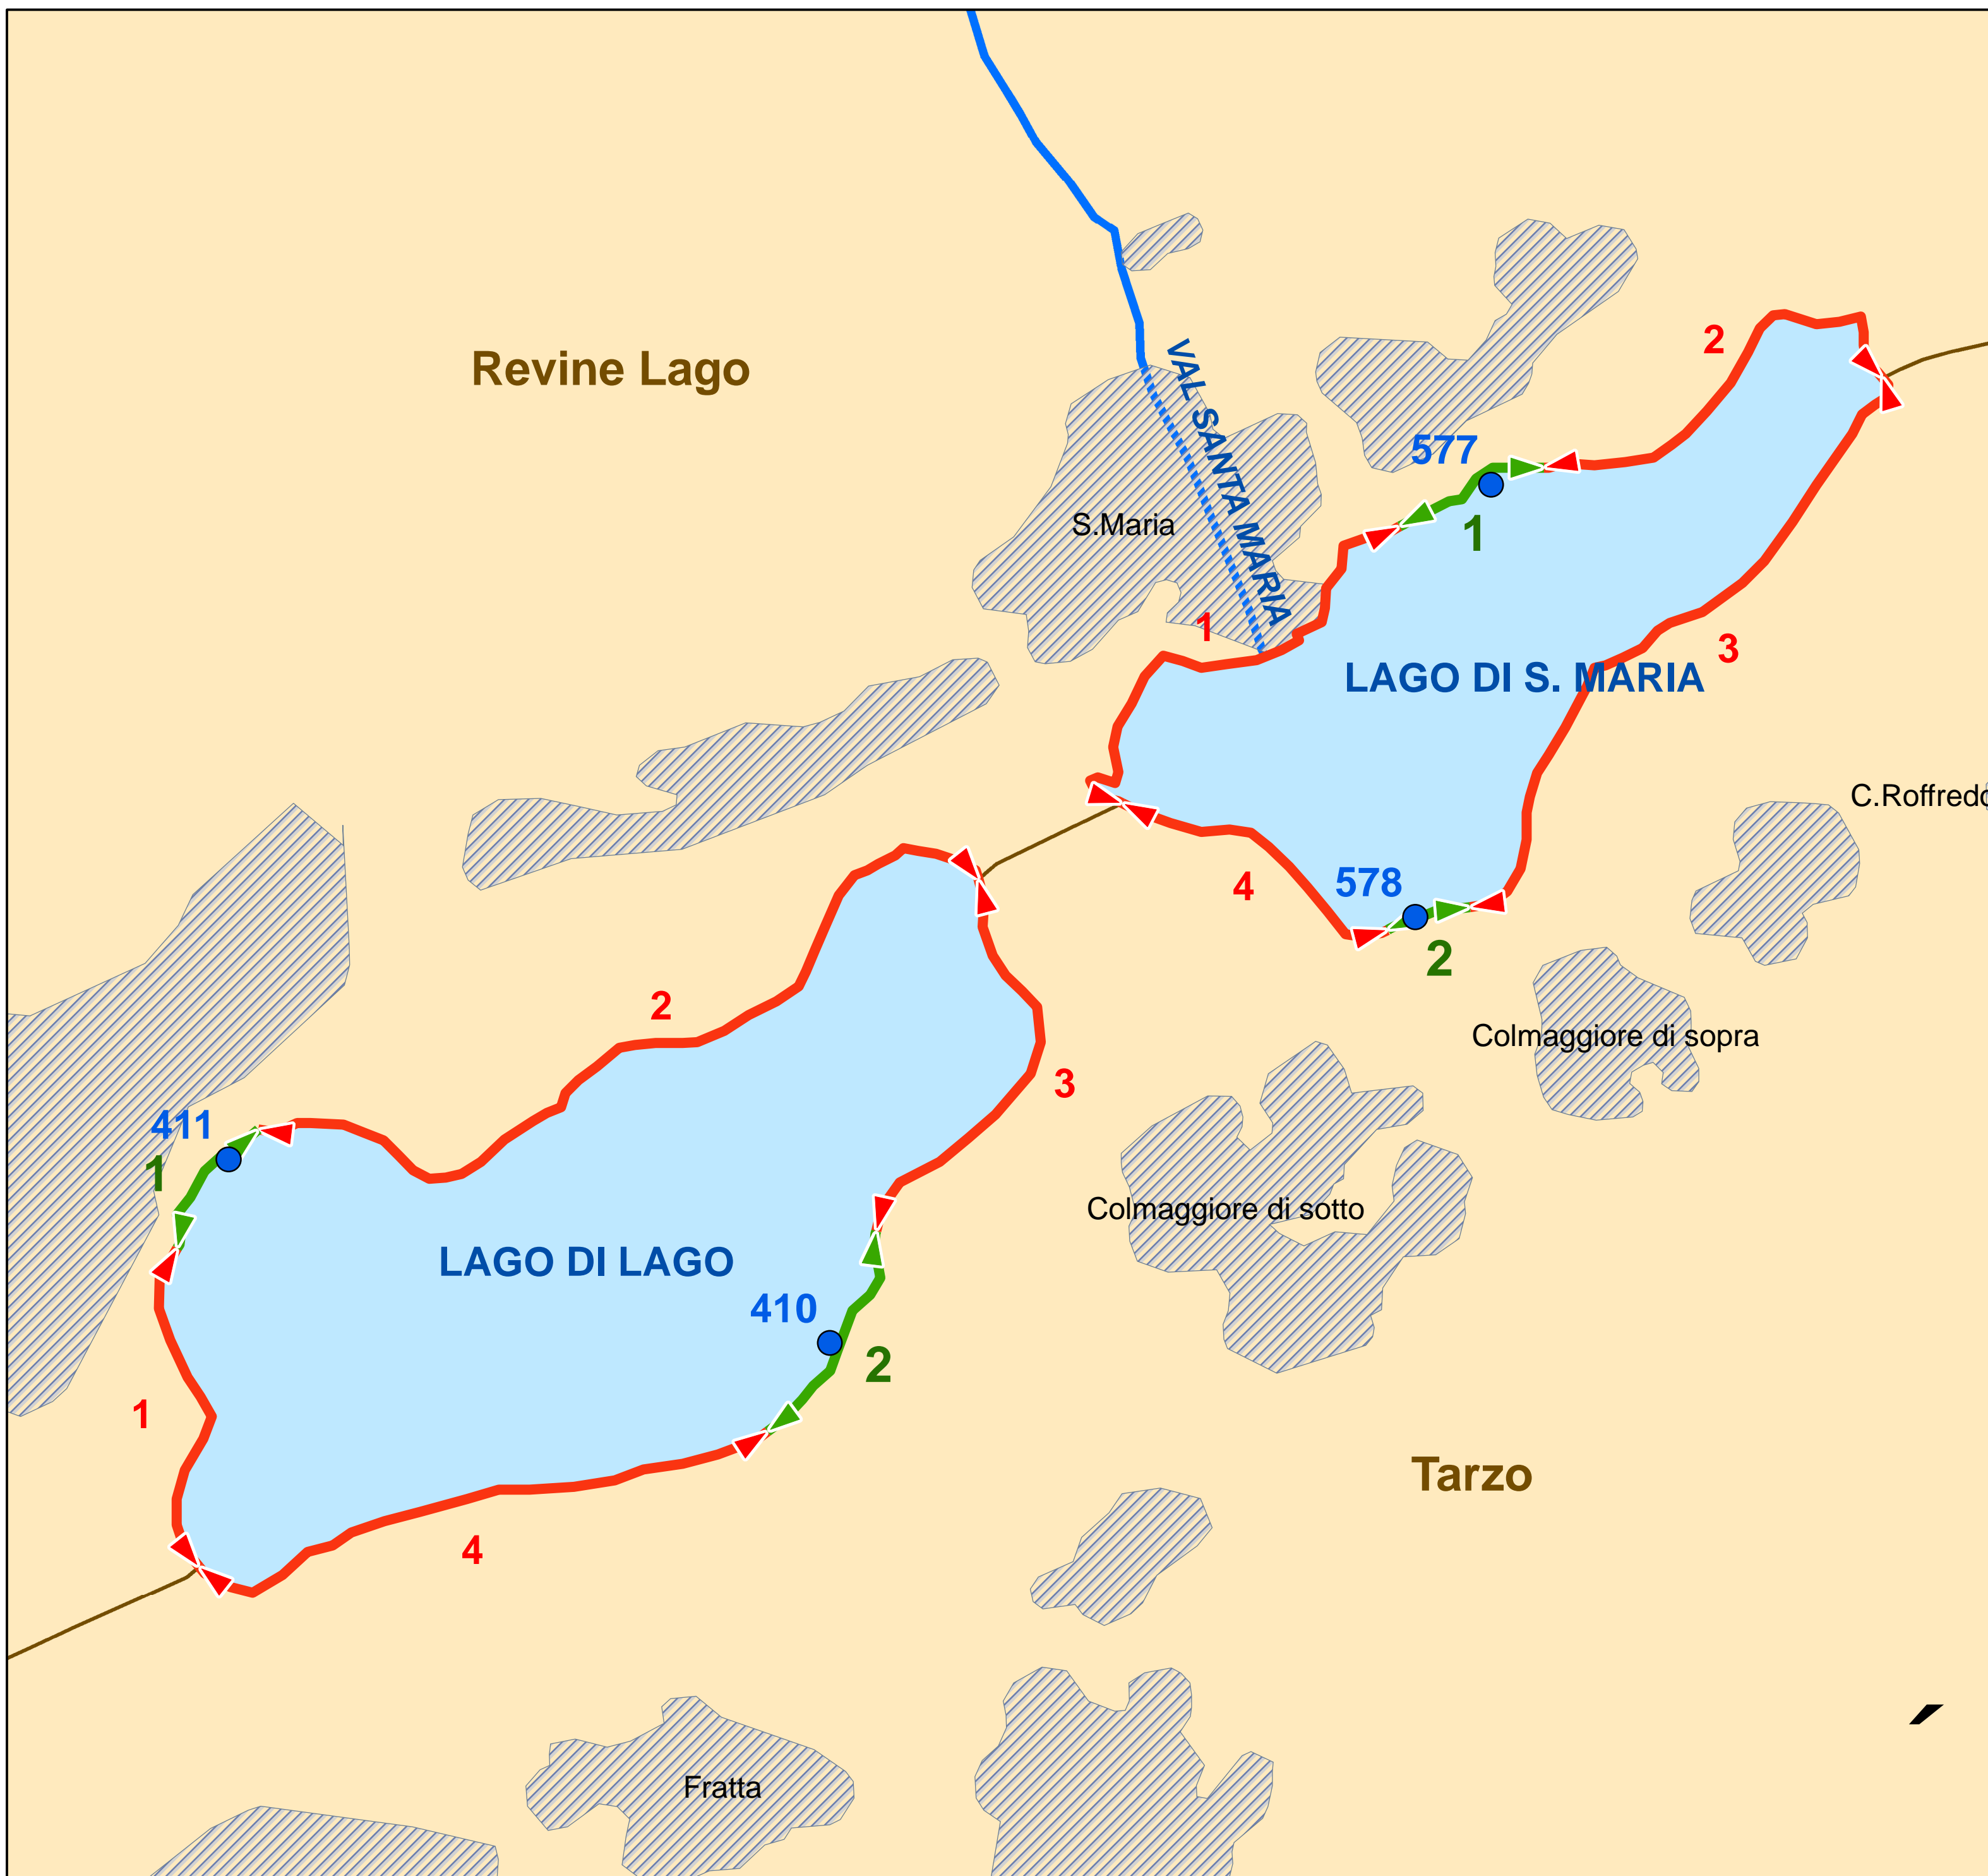 Revine Lago
VAL SANTA MARIA
2
577
1
S.Maria
1
3
LAGO DI S. MARIA
C.Roffredo
578
4
2
2
Colmaggiore di sopra
3
411
1
Colmaggiore di sotto
LAGO DI LAGO
410
2
1
Tarzo
4
Fratta